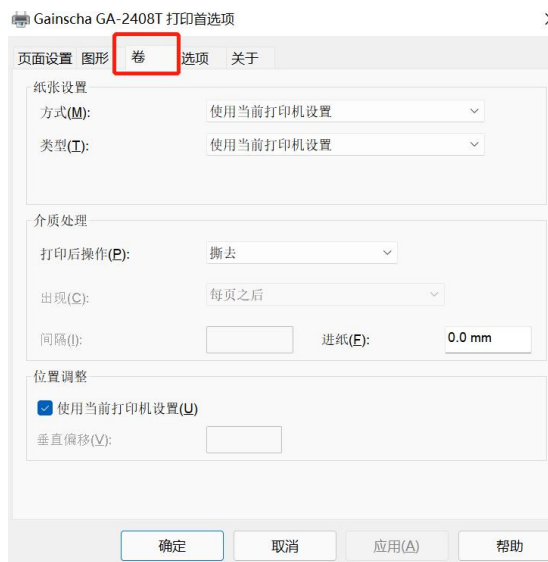 Gainscha GA-2408T 打印首选项
页面设置 图形 卷 选项 关于
纸张设置
方式(M): 使用当前打印机设置
类型(T): 使用当前打印机设置
介质处理
打印后操作(P): 撕去
出现(C): 每页之后
间隔(I): 进纸(F): 0.0 mm
位置调整
使用当前打印机设置(U)
垂直偏移(V):
确定 取消 应用(A) 帮助